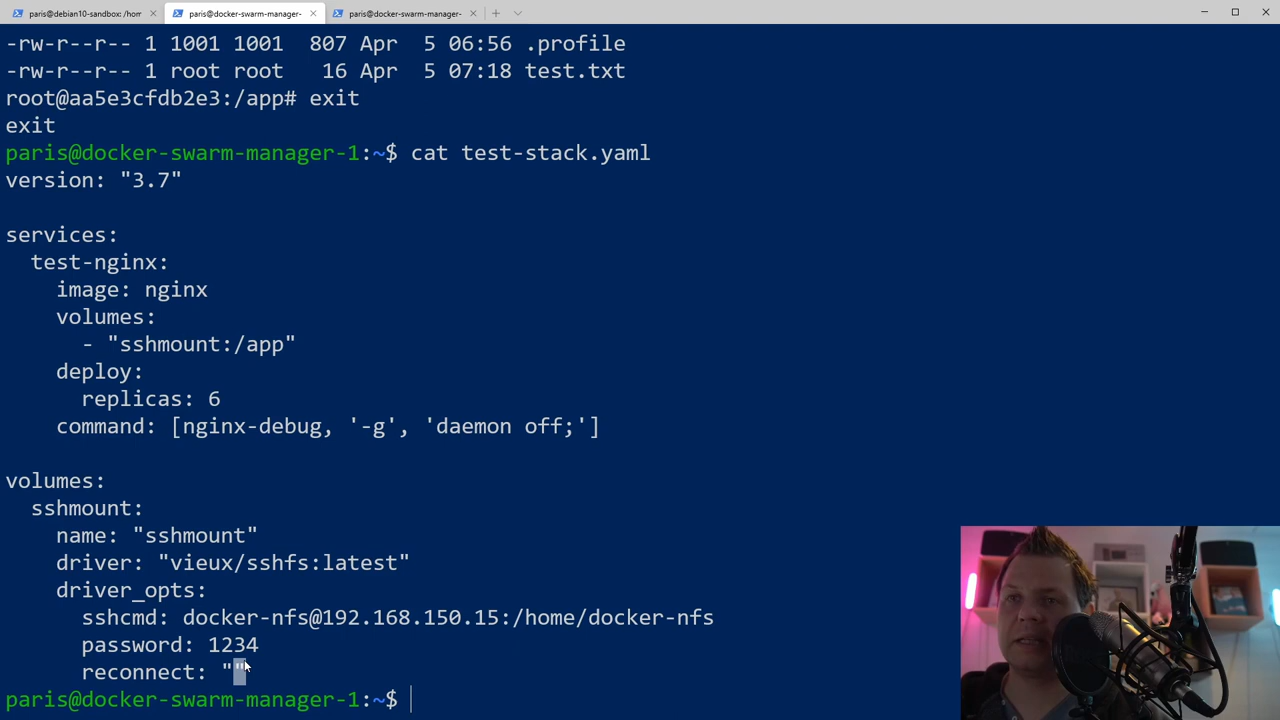 paris@debian10-sandbox: /hom
paris@docker-swarm-manager-
paris@docker-swarm-manager-
-rw-r--r-- 1 1001 1001  807 Apr  5 06:56 .profile
-rw-r--r-- 1 root root   16 Apr  5 07:18 test.txt
root@aa5e3cfdb2e3:/app# exit
exit
paris@docker-swarm-manager-1:~$ cat test-stack.yaml
version: "3.7"
services:
  test-nginx:
    image: nginx
    volumes:
      - "sshmount:/app"
    deploy:
      replicas: 6
    command: [nginx-debug, '-g', 'daemon off;']
volumes:
  sshmount:
    name: "sshmount"
    driver: "vieux/sshfs:latest"
    driver_opts:
      sshcmd: docker-nfs@192.168.150.15:/home/docker-nfs
      password: 1234
      reconnect: ""
paris@docker-swarm-manager-1:~$